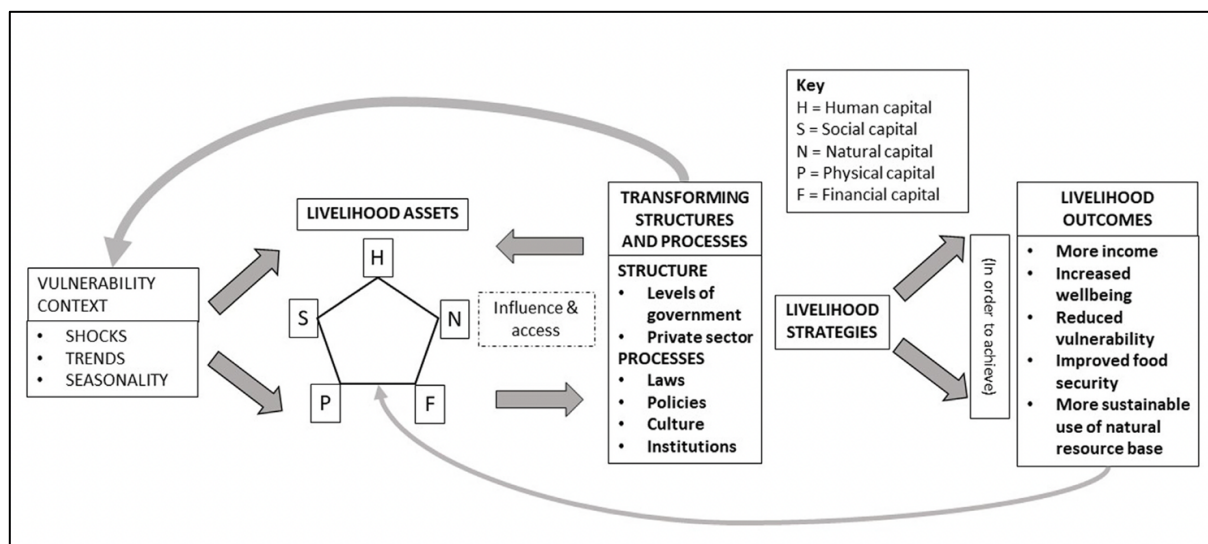 Key
H = Human capital
S = Social capital
N = Natural capital
P = Physical capital
F = Financial capital
VULNERABILITY
CONTEXT
• SHOCKS
• TRENDS
• SEASONALITY
LIVELIHOOD ASSETS
H
S
N
P
F
Influence &
access
TRANSFORMING
STRUCTURES
AND PROCESSES
STRUCTURE
• Levels of
government
• Private sector
PROCESSES
• Laws
• Policies
• Culture
• Institutions
LIVELIHOOD
STRATEGIES
(In order to achieve)
LIVELIHOOD
OUTCOMES
• More income
• Increased
wellbeing
• Reduced
vulnerability
• Improved food
security
• More sustainable
use of natural
resource base